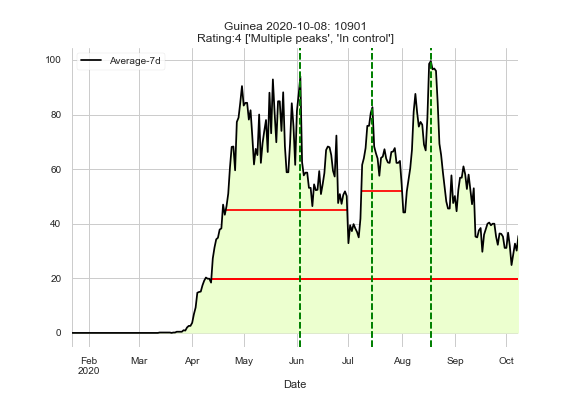 Guinea 2020-10-08: 10901
Rating:4 ['Multiple peaks', 'In control']
Average-7d
100
80
60
40
20
0
Feb Mar Apr May Jun Jul Aug Sep Oct
2020
Date